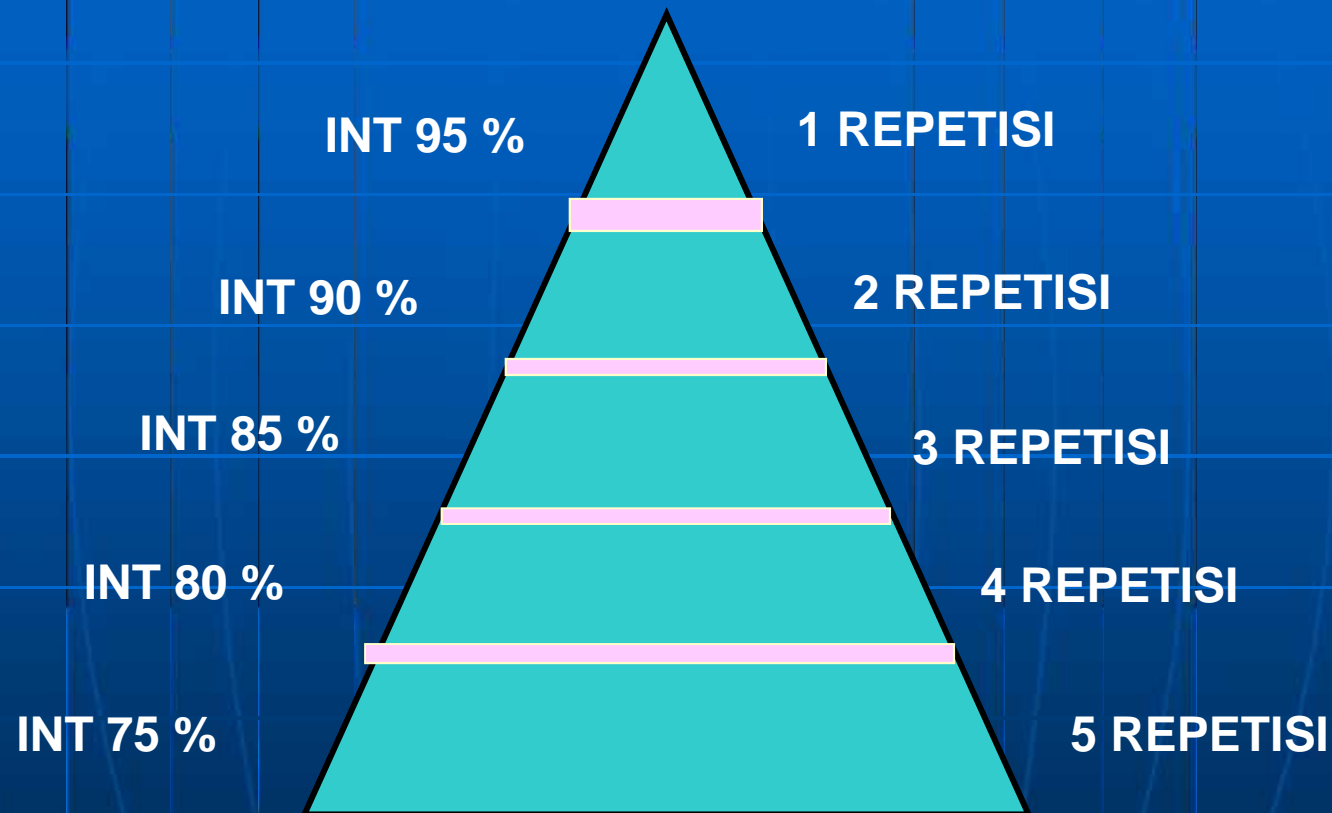 INT 95 %
1 REPETISI
INT 90 %
2 REPETISI
INT 85 %
3 REPETISI
INT 80 %
4 REPETISI
INT 75 %
5 REPETISI